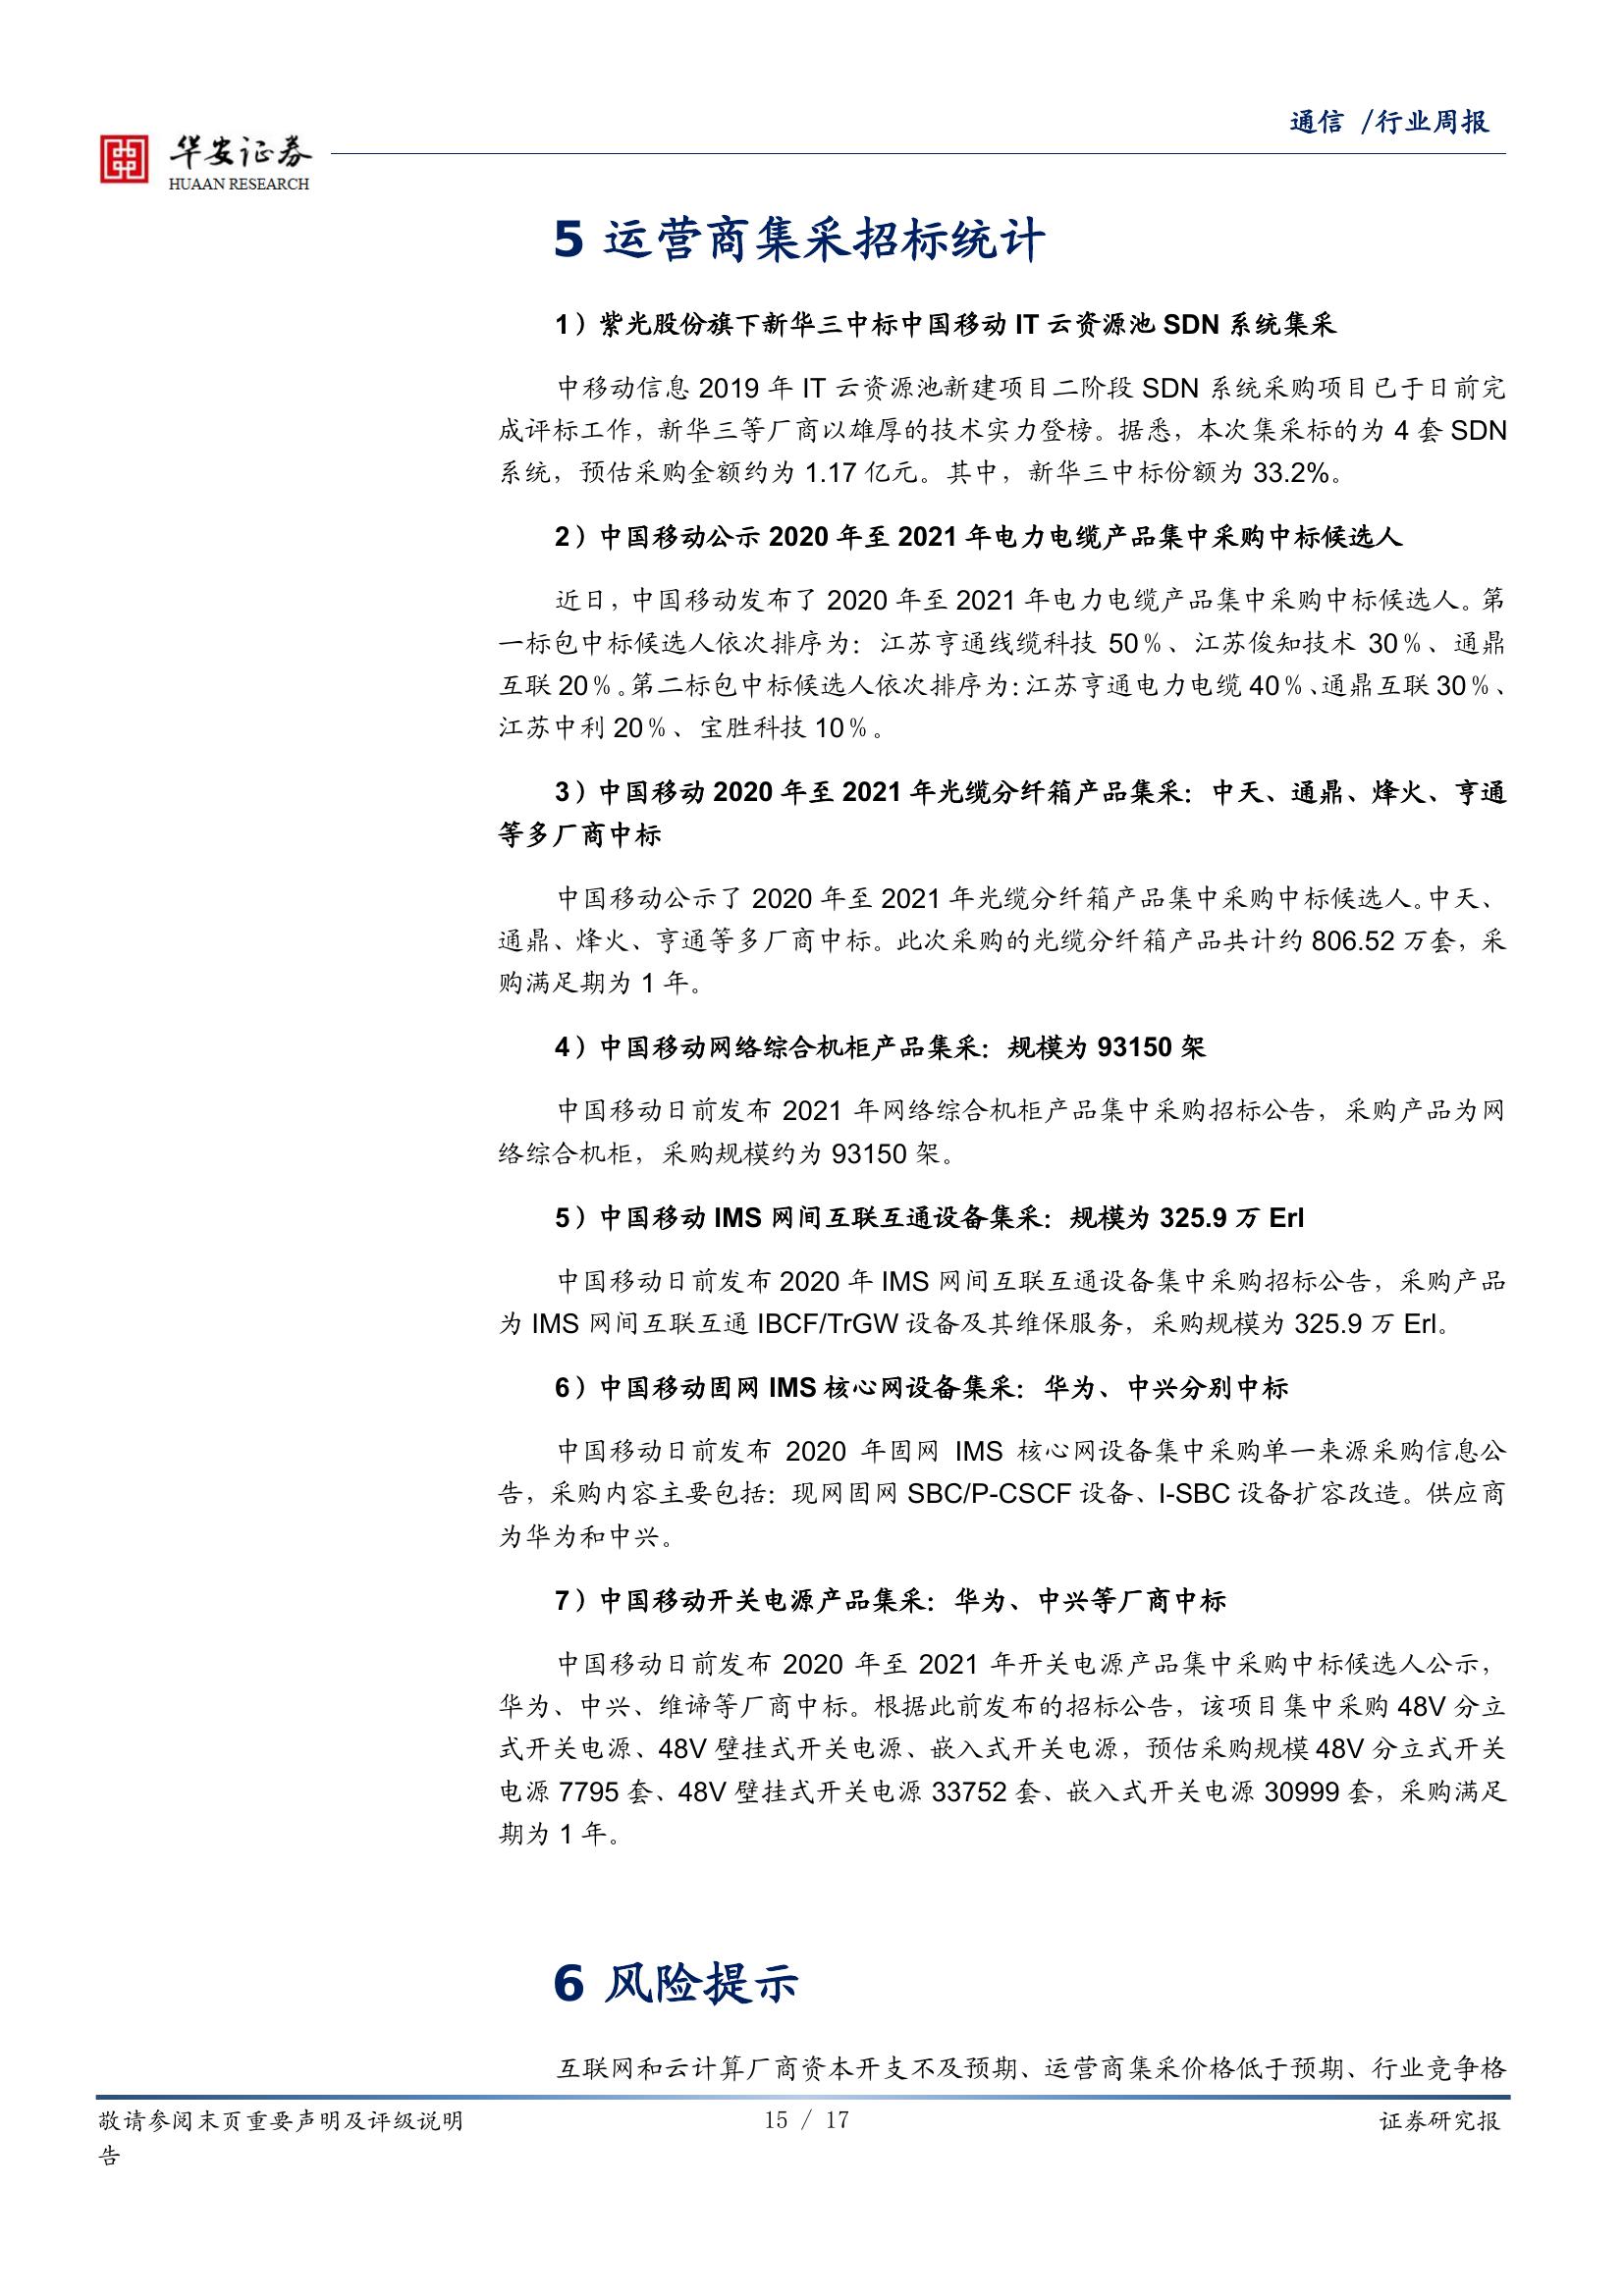 通信 /行业周报
华安证券
HUAAN RESEARCH
5 运营商集采招标统计
1）紫光股份旗下新华三中标中国移动 IT 云资源池 SDN 系统集采
中移动信息 2019 年 IT 云资源池新建项目二阶段 SDN 系统采购项目已于日前完
成评标工作，新华三等厂商以雄厚的技术实力登榜。据悉，本次集采标的为 4 套 SDN
系统，预估采购金额约为 1.17 亿元。其中，新华三中标份额为 33.2%。
2）中国移动公示 2020 年至 2021 年电力电缆产品集中采购中标候选人
近日，中国移动发布了 2020 年至 2021 年电力电缆产品集中采购中标候选人。第
一标包中标候选人依次排序为：江苏亨通线缆科技 50％、江苏俊知技术 30％、通鼎
互联 20％。第二标包中标候选人依次排序为：江苏亨通电力电缆 40％、通鼎互联 30％、
江苏中利 20％、宝胜科技 10％。
3）中国移动 2020 年至 2021 年光缆分纤箱产品集采：中天、通鼎、烽火、亨通
等多厂商中标
中国移动公示了 2020 年至 2021 年光缆分纤箱产品集中采购中标候选人。中天、
通鼎、烽火、亨通等多厂商中标。此次采购的光缆分纤箱产品共计约 806.52 万套，采
购满足期为 1 年。
4）中国移动网络综合机柜产品集采：规模为 93150 架
中国移动日前发布 2021 年网络综合机柜产品集中采购招标公告，采购产品为网
络综合机柜，采购规模约为 93150 架。
5）中国移动 IMS 网间互联互通设备集采：规模为 325.9 万 Erl
中国移动日前发布 2020 年 IMS 网间互联互通设备集中采购招标公告，采购产品
为 IMS 网间互联互通 IBCF/TrGW 设备及其维保服务，采购规模为 325.9 万 Erl。
6）中国移动固网 IMS 核心网设备集采：华为、中兴分别中标
中国移动日前发布 2020 年固网 IMS 核心网设备集中采购单一来源采购信息公
告，采购内容主要包括：现网固网 SBC/P-CSCF 设备、I-SBC 设备扩容改造。供应商
为华为和中兴。
7）中国移动开关电源产品集采：华为、中兴等厂商中标
中国移动日前发布 2020 年至 2021 年开关电源产品集中采购中标候选人公示，
华为、中兴、维谛等厂商中标。根据此前发布的招标公告，该项目集中采购 48V 分立
式开关电源、48V 壁挂式开关电源、嵌入式开关电源，预估采购规模 48V 分立式开关
电源 7795 套、48V 壁挂式开关电源 33752 套、嵌入式开关电源 30999 套，采购满足
期为 1 年。
6 风险提示
互联网和云计算厂商资本开支不及预期、运营商集采价格低于预期、行业竞争格
敬请参阅末页重要声明及评级说明 15 / 17 证券研究报
告